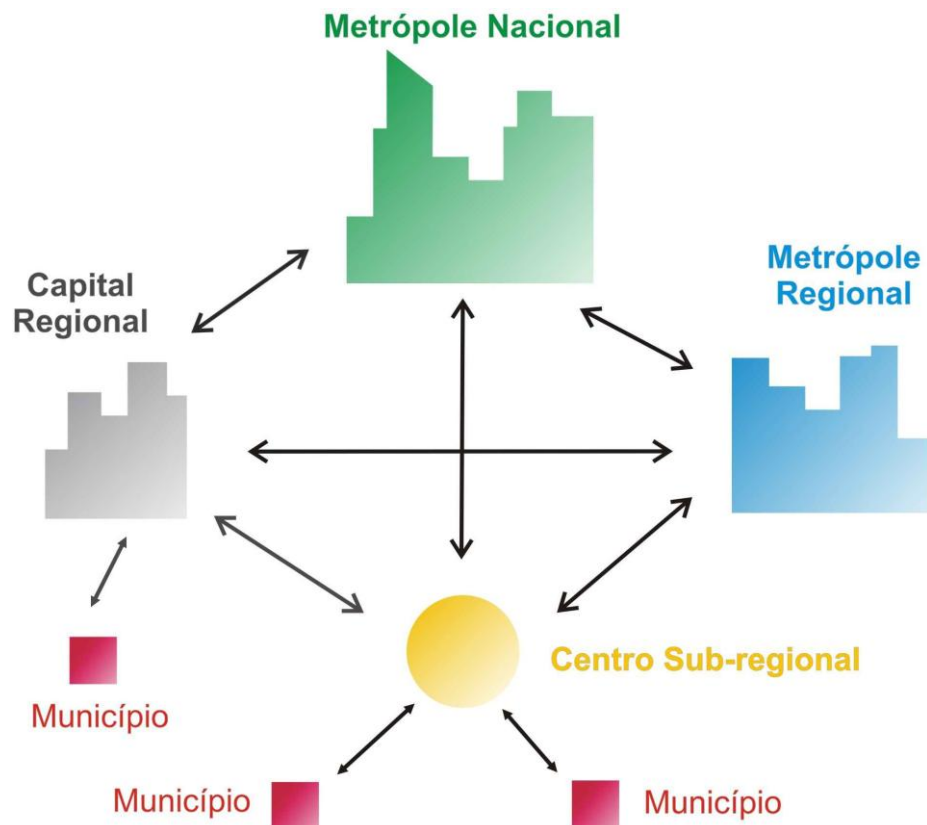 Metrópole Nacional
Capital
Regional
Metrópole
Regional
Centro Sub-regional
Município
Município
Município